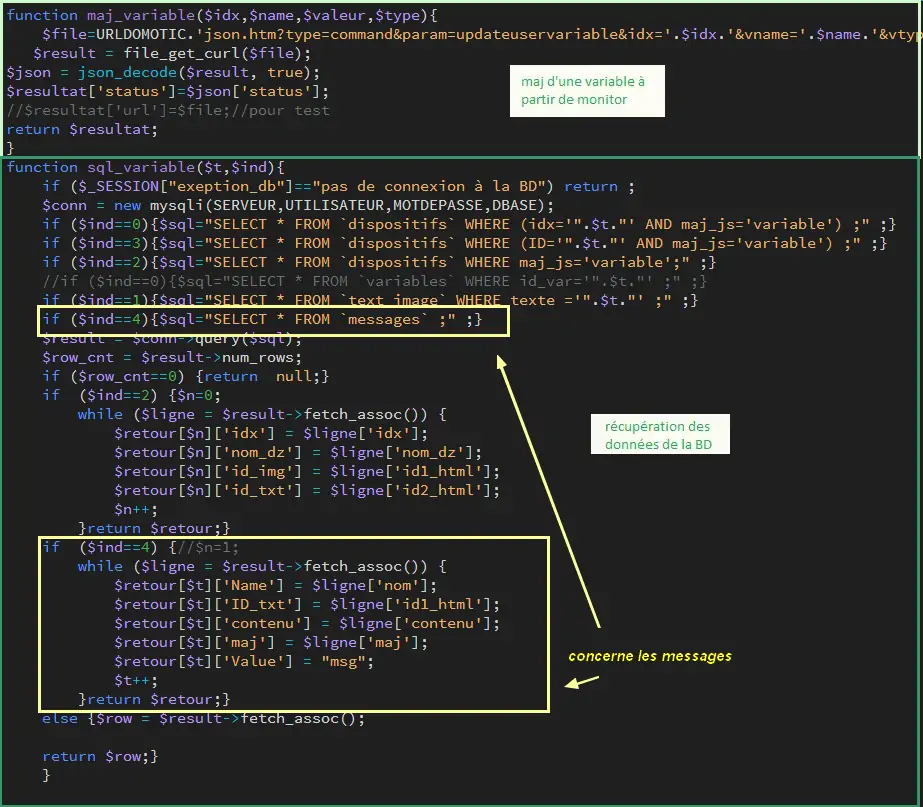 function maj_variable($idx,$name,$valeur,$type){
$file=URLDOMOTIC.'json.htm?type=command&param=updateuservariable&idx='.$idx.'&vname='.$name.'&vtyp
$result = file_get_curl($file);
$json = json_decode($result, true);
$resultat['status']=$json['status'];
//$resultat['url']=$file;//pour test
return $resultat;
}
maj d'une variable à
partir de monitor
function sql_variable($t,$ind){
if ($_SESSION["exeption_db"]=="pas de connexion à la BD") return ;
$conn = new mysqli(SERVEUR,UTILISATEUR,MOTDEPASSE,DBASE);
if ($ind==0){$sql="SELECT * FROM `dispositifs` WHERE (idx='".$t."' AND maj_js='variable') ;" ;}
if ($ind==3){$sql="SELECT * FROM `dispositifs` WHERE (ID='".$t."' AND maj_js='variable') ;" ;}
if ($ind==2){$sql="SELECT * FROM `dispositifs` WHERE maj_js='variable';" ;}
//if ($ind==0){$sql="SELECT * FROM `variables` WHERE id_var='".$t."' ;" ;}
if ($ind==1){$sql="SELECT * FROM `text_image` WHERE texte ='".$t."' ;" ;}
if ($ind==4){$sql="SELECT * FROM `messages` ;" ;}
$result = $conn->query($sql);
$row_cnt = $result->num_rows;
if ($row_cnt==0) {return  null;}
if  ($ind==2) {$n=0;
while ($ligne = $result->fetch_assoc()) {
$retour[$n]['idx'] = $ligne['idx'];
$retour[$n]['nom_dz'] = $ligne['nom_dz'];
$retour[$n]['id_img'] = $ligne['id1_html'];
$retour[$n]['id_txt'] = $ligne['id2_html'];
$n++;
}return $retour;}
récupération des
données de la BD
if  ($ind==4) {//$n=1;
while ($ligne = $result->fetch_assoc()) {
$retour[$t]['Name'] = $ligne['nom'];
$retour[$t]['ID_txt'] = $ligne['id1_html'];
$retour[$t]['contenu'] = $ligne['contenu'];
$retour[$t]['maj'] = $ligne['maj'];
$retour[$t]['Value'] = "msg";
$t++;
}return $retour;}
concerne les messages
else {$row = $result->fetch_assoc();
return $row;}
}